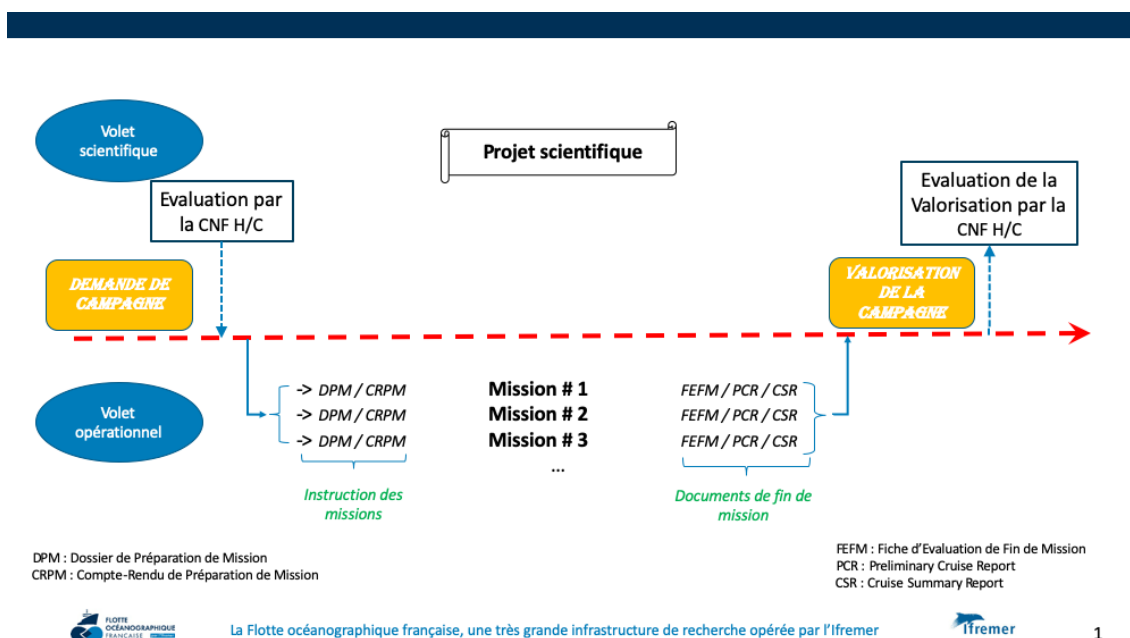 Volet
scientifique
Projet scientifique
Evaluation par
la CNF H/C
Evaluation de la
Valorisation par la
CNF H/C
DEMANDE DE
CAMPAGNE
VALORISATION
DE LA
CAMPAGNE
Volet
opérationnel
-> DPM / CRPM
Mission # 1
FEFM / PCR / CSR
-> DPM / CRPM
Mission # 2
FEFM / PCR / CSR
-> DPM / CRPM
Mission # 3
FEFM / PCR / CSR
...
Instruction des
missions
Documents de fin de
mission
DPM : Dossier de Préparation de Mission
CRPM : Compte-Rendu de Préparation de Mission
FEFM : Fiche d'Evaluation de Fin de Mission
PCR : Preliminary Cruise Report
CSR : Cruise Summary Report
FLOTTE
OCÉANOGRAPHIQUE
FRANÇAISE
La Flotte océanographique française, une très grande infrastructure de recherche opérée par l'Ifremer
Ifremer
1